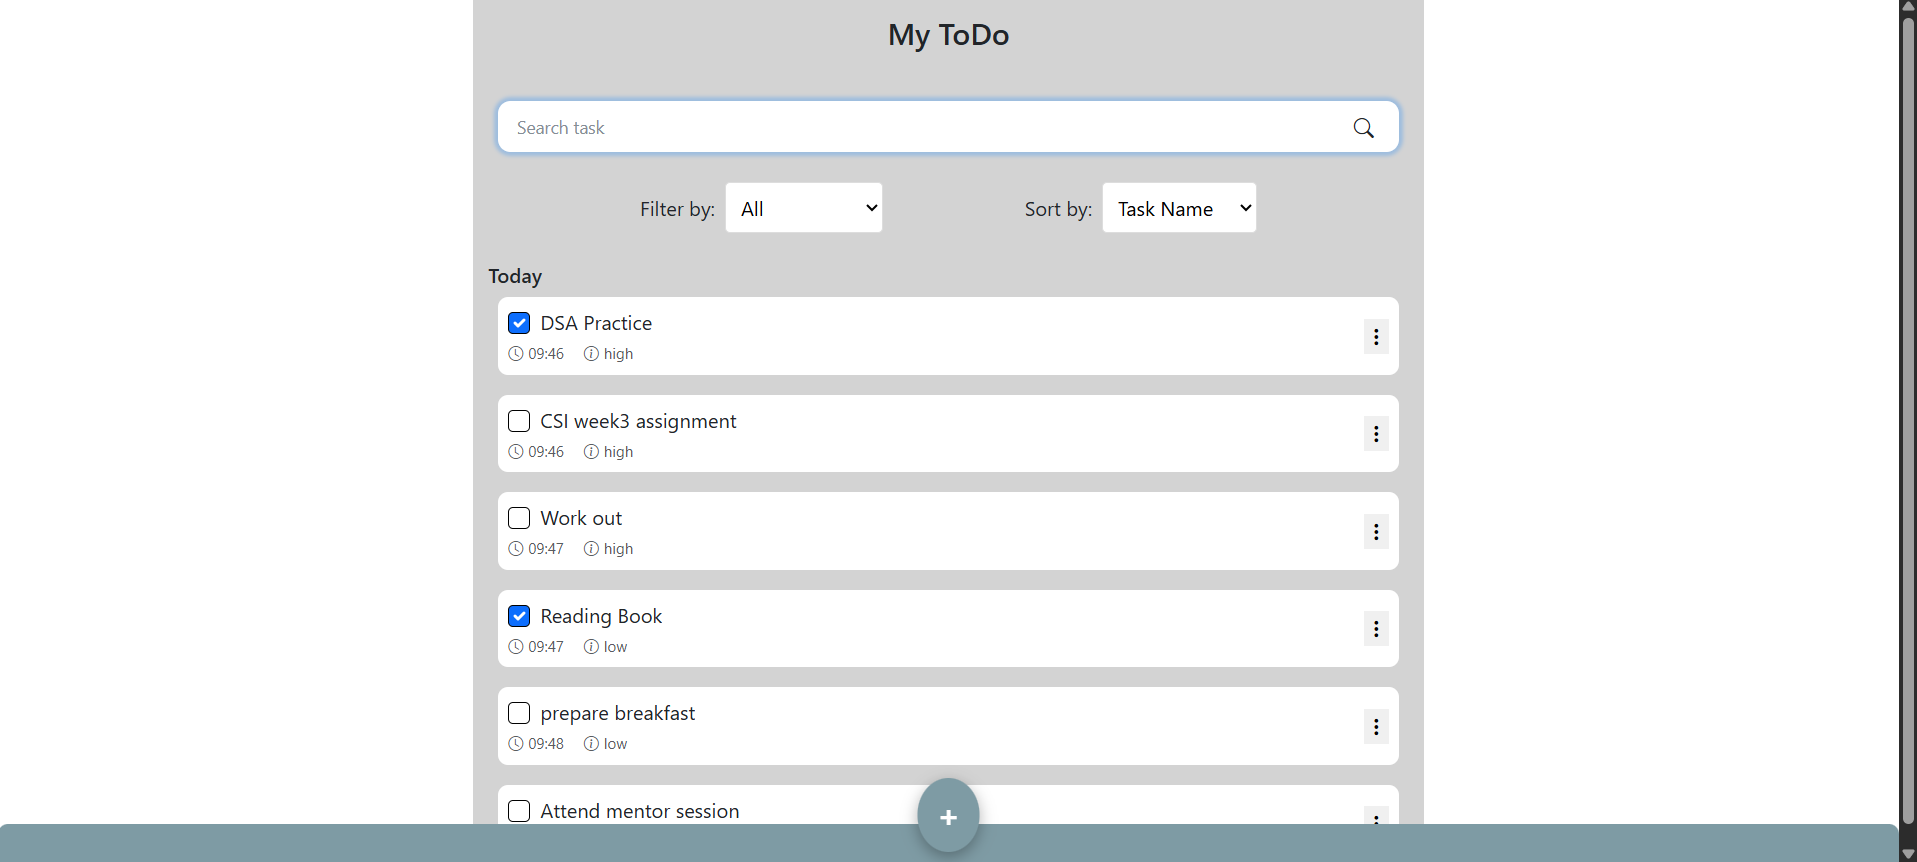 My ToDo
Search task
Filter by: All Sort by: Task Name
Today
DSA Practice
09:46 high
CSI week3 assignment
09:46 high
Work out
09:47 high
Reading Book
09:47 low
prepare breakfast
09:48 low
Attend mentor session
+